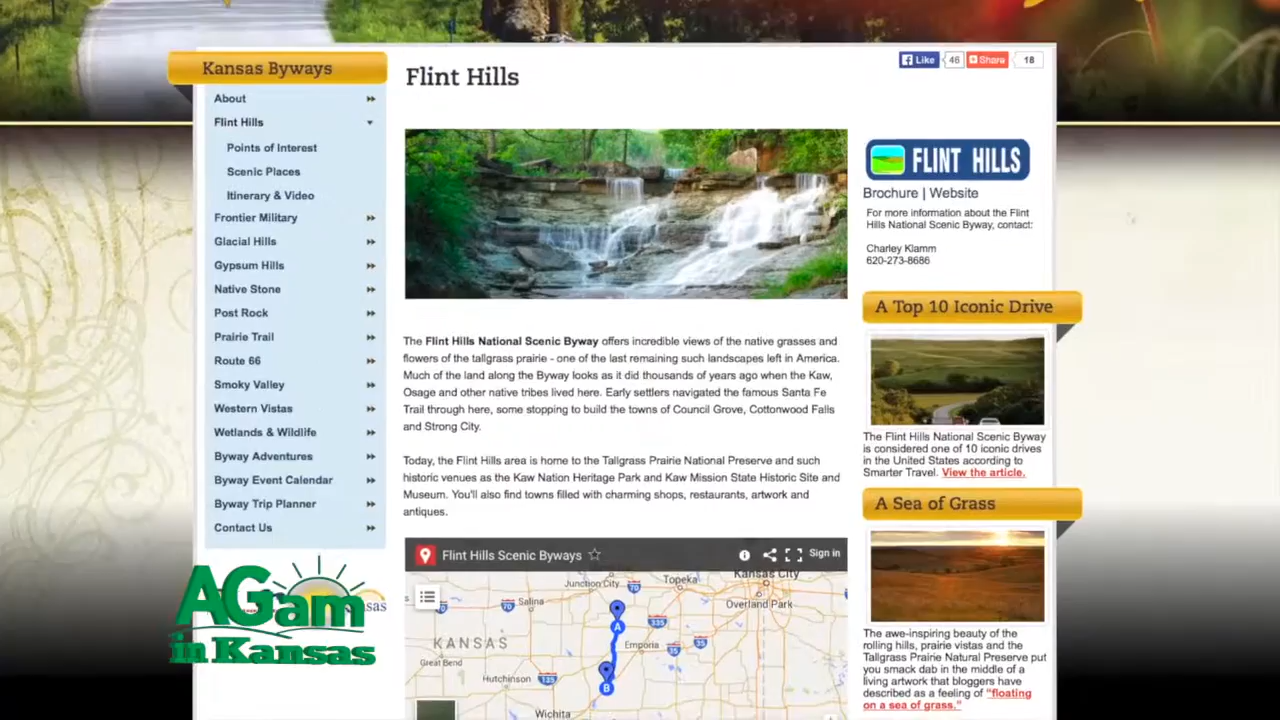 Kansas Byways
About
Flint Hills
Points of Interest
Scenic Places
Itinerary & Video
Frontier Military
Glacial Hills
Gypsum Hills
Native Stone
Post Rock
Prairie Trail
Route 66
Smoky Valley
Western Vistas
Wetlands & Wildlife
Byway Adventures
Byway Event Calendar
Byway Trip Planner
Contact Us
AGam
in Kansas
Flint Hills
Like 46 Share 18
The Flint Hills National Scenic Byway offers incredible views of the native grasses and
flowers of the tallgrass prairie - one of the last remaining such landscapes left in America.
Much of the land along the Byway looks as it did thousands of years ago when the Kaw,
Osage and other native tribes lived here. Early settlers navigated the famous Santa Fe
Trail through here, some stopping to build the towns of Council Grove, Cottonwood Falls
and Strong City.
Today, the Flint Hills area is home to the Tallgrass Prairie National Preserve and such
historic venues as the Kaw Nation Heritage Park and Kaw Mission State Historic Site and
Museum. You'll also find towns filled with charming shops, restaurants, artwork and
antiques.
Flint Hills Scenic Byways Sign in
Junction City 70 Topeka Kansas City
Salina 70 Overland Park
A 335
KANSAS Emporia 35 35
Great Bend
Hutchinson 135 B
Wichita
FLINT HILLS
Brochure | Website
For more information about the Flint
Hills National Scenic Byway, contact:
Charley Klamm
620-273-8686
A Top 10 Iconic Drive
The Flint Hills National Scenic Byway
is considered one of 10 iconic drives
in the United States according to
Smarter Travel. View the article.
A Sea of Grass
The awe-inspiring beauty of the
rolling hills, prairie vistas and the
Tallgrass Prairie Natural Preserve put
you smack dab in the middle of a
living artwork that bloggers have
described as a feeling of "floating
on a sea of grass."